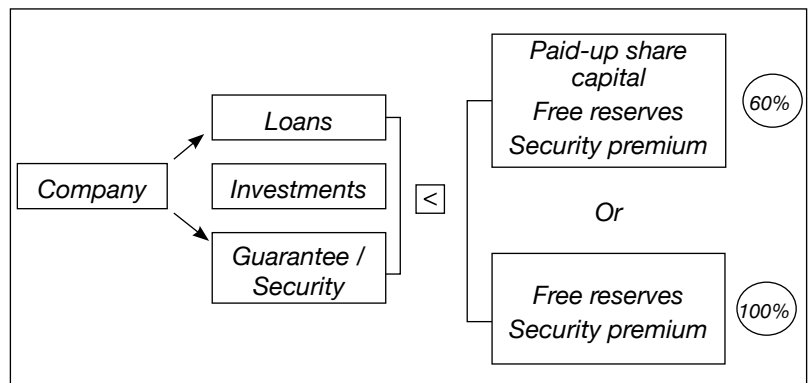 Company
Loans
Investments
Guarantee /
Security
<
Paid-up share
capital
Free reserves
Security premium
60%
Or
Free reserves
Security premium
100%